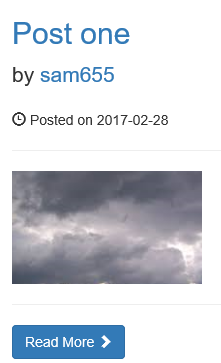 Post one
by sam655
Posted on 2017-02-28
Read More